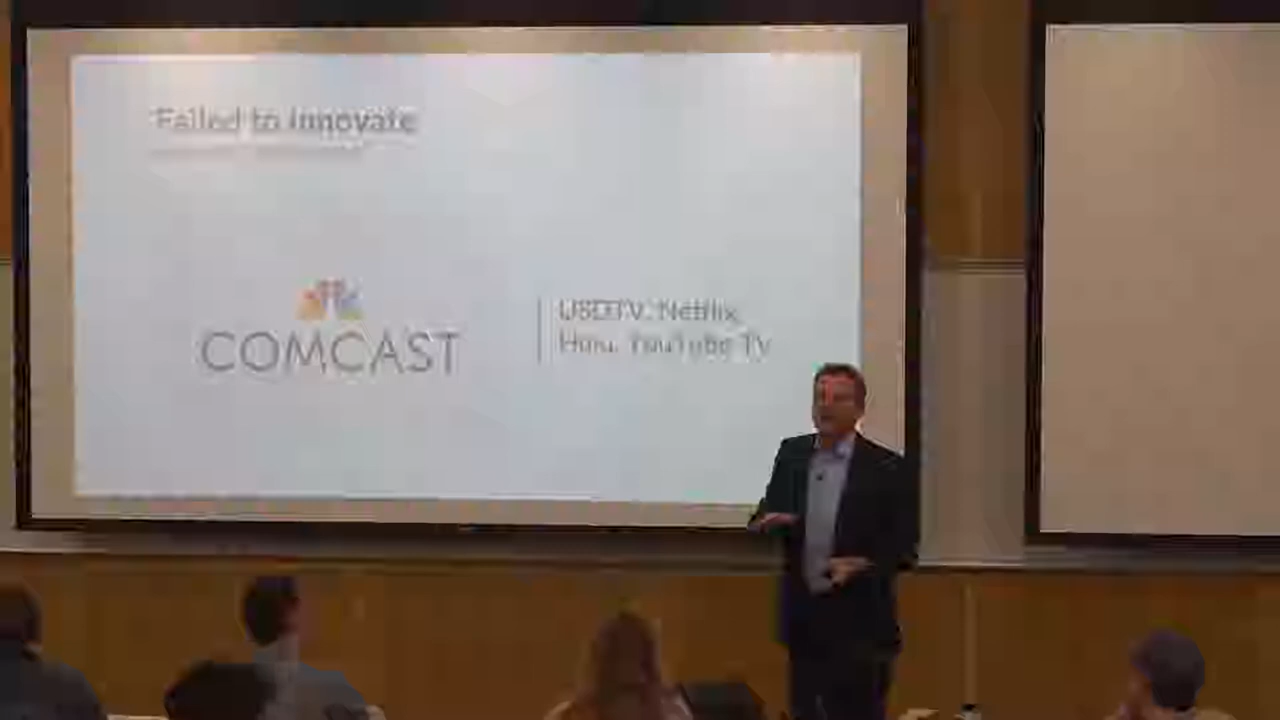 Failed to Innovate
COMCAST
USDTV, Netflix,
Hulu, YouTube TV